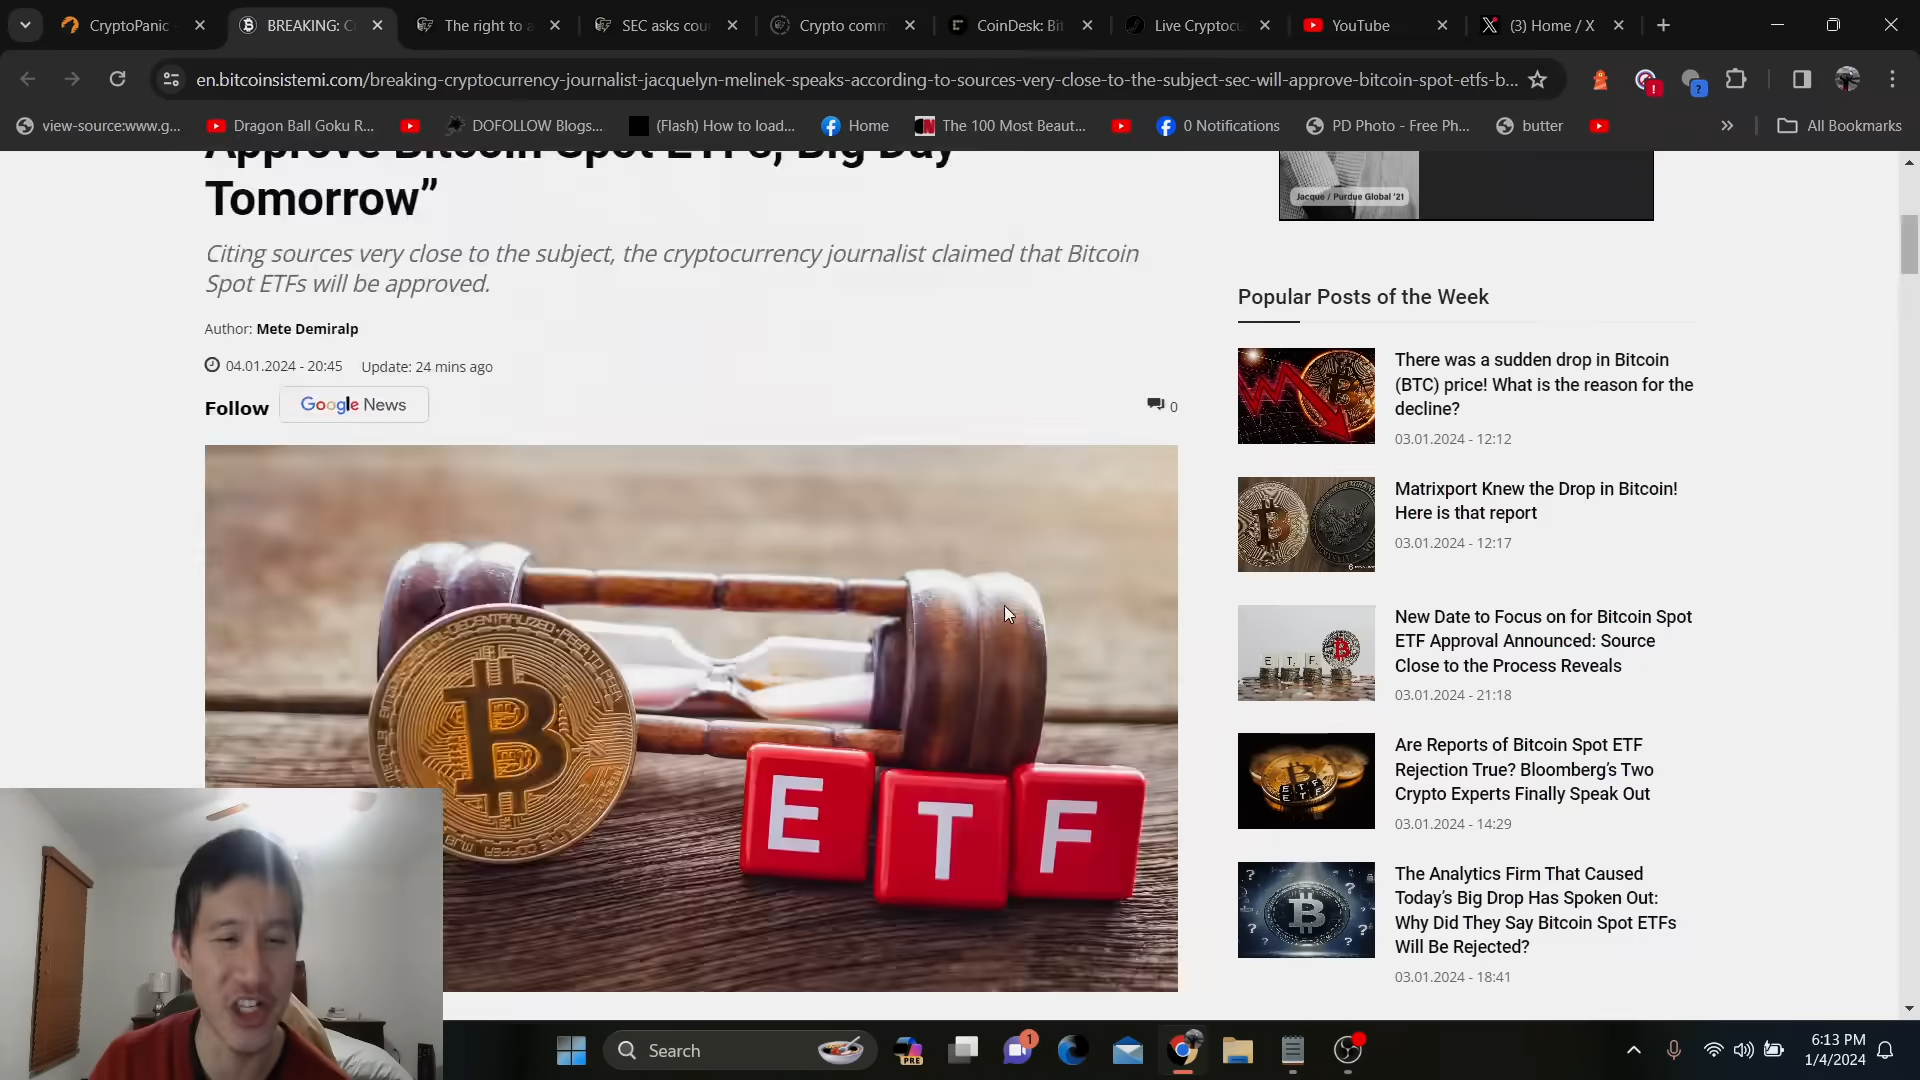 CryptoPanic
BREAKING: C
The right to a
SEC asks cou
Crypto comm
CoinDesk: Bit
Live Cryptocu
YouTube
(3) Home / X
en.bitcoinsistemi.com/breaking-cryptocurrency-journalist-jacquelyn-melinek-speaks-according-to-sources-very-close-to-the-subject-sec-will-approve-bitcoin-spot-etfs-b...
view-source:www.g...
Dragon Ball Goku R...
DOFOLLOW Blogs...
(Flash) How to load...
Home
The 100 Most Beaut...
0 Notifications
PD Photo - Free Ph...
butter
All Bookmarks
Approve Bitcoin Spot ETFs, Big Day
Tomorrow”
Citing sources very close to the subject, the cryptocurrency journalist claimed that Bitcoin
Spot ETFs will be approved.
Author: Mete Demiralp
04.01.2024 - 20:45 Update: 24 mins ago
Follow Google News
0
E T F
Jacque / Purdue Global '21
Popular Posts of the Week
There was a sudden drop in Bitcoin
(BTC) price! What is the reason for the
decline?
03.01.2024 - 12:12
Matrixport Knew the Drop in Bitcoin!
Here is that report
03.01.2024 - 12:17
New Date to Focus on for Bitcoin Spot
ETF Approval Announced: Source
Close to the Process Reveals
03.01.2024 - 21:18
Are Reports of Bitcoin Spot ETF
Rejection True? Bloomberg’s Two
Crypto Experts Finally Speak Out
03.01.2024 - 14:29
The Analytics Firm That Caused
Today’s Big Drop Has Spoken Out:
Why Did They Say Bitcoin Spot ETFs
Will Be Rejected?
03.01.2024 - 18:41
Search
PRE
1
6:13 PM
1/4/2024